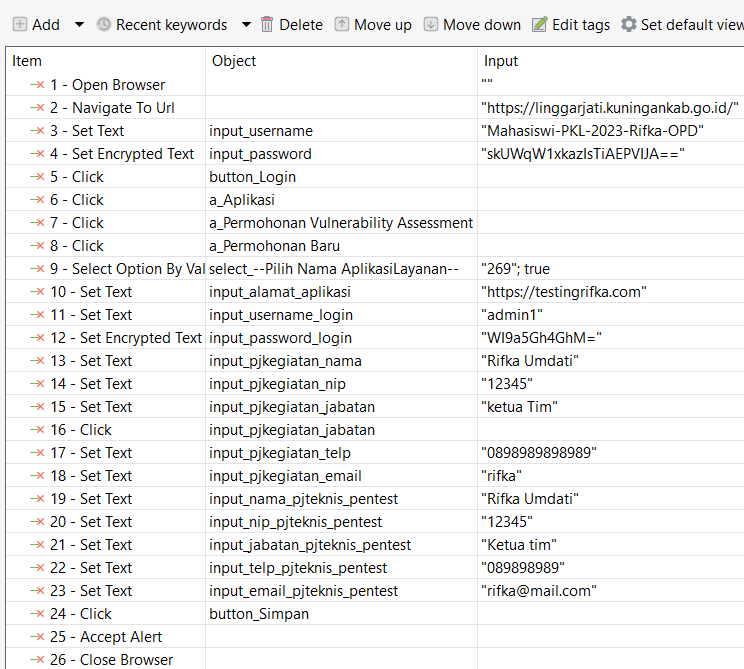 Add Recent keywords Delete Move up Move down Edit tags Set default view
Item Object Input
1 - Open Browser ""
2 - Navigate To Url "https://linggarjati.kuningankab.go.id/"
3 - Set Text input_username "Mahasiswi-PKL-2023-Rifka-OPD"
4 - Set Encrypted Text input_password "skUWqW1xkazIsTiAEPVIJA=="
5 - Click button_Login
6 - Click a_Aplikasi
7 - Click a_Permohonan Vulnerability Assessment
8 - Click a_Permohonan Baru
9 - Select Option By Val select_--Pilih Nama AplikasiLayanan-- "269"; true
10 - Set Text input_alamat_aplikasi "https://testingrifka.com"
11 - Set Text input_username_login "admin1"
12 - Set Encrypted Text input_password_login "WI9a5Gh4GhM="
13 - Set Text input_pjkegiatan_nama "Rifka Umdati"
14 - Set Text input_pjkegiatan_nip "12345"
15 - Set Text input_pjkegiatan_jabatan "ketua Tim"
16 - Click input_pjkegiatan_jabatan
17 - Set Text input_pjkegiatan_telp "0898989898989"
18 - Set Text input_pjkegiatan_email "rifka"
19 - Set Text input_nama_pjteknis_pentest "Rifka Umdati"
20 - Set Text input_nip_pjteknis_pentest "12345"
21 - Set Text input_jabatan_pjteknis_pentest "Ketua tim"
22 - Set Text input_telp_pjteknis_pentest "089898989"
23 - Set Text input_email_pjteknis_pentest "rifka@mail.com"
24 - Click button_Simpan
25 - Accept Alert
26 - Close Browser